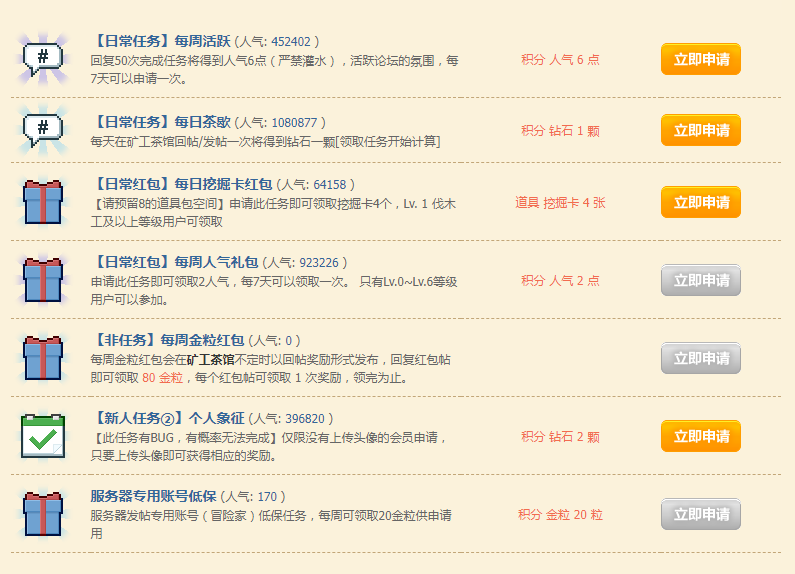 【日常任务】每周活跃 (人气: 452402 )
回复50次完成任务将得到人气6点（严禁灌水），活跃论坛的氛围，每
7天可以申请一次。
积分 人气 6 点
立即申请
#
【日常任务】每日茶歇 (人气: 1080877 )
每天在矿工茶馆回帖/发帖一次将得到钻石一颗[领取任务开始计算]
积分 钻石 1 颗
立即申请
#
【日常红包】每日挖掘卡红包 (人气: 64158 )
【请预留8的道具包空间】申请此任务即可领取挖掘卡4个，Lv. 1 伐木
工及以上等级用户可领取
道具 挖掘卡 4 张
立即申请
【日常红包】每周人气礼包 (人气: 923226 )
申请此任务即可领取2人气，每7天可以领取一次。 只有Lv.0~Lv.6等级
用户可以参加。
积分 人气 2 点
立即申请
【非任务】每周金粒红包 (人气: 0 )
每周金粒红包会在矿工茶馆不定时以回帖奖励形式发布，回复红包帖
即可领取 80 金粒，每个红包帖可领取 1 次奖励，领完为止。
立即申请
【新人任务②】个人象征 (人气: 396820 )
【此任务有BUG，有概率无法完成】仅限没有上传头像的会员申请，
只要上传头像即可获得相应的奖励。
积分 钻石 2 颗
立即申请
服务器专用账号低保 (人气: 170 )
服务器发帖专用账号（冒险家）低保任务，每周可领取20金粒供申请
用
积分 金粒 20 粒
立即申请